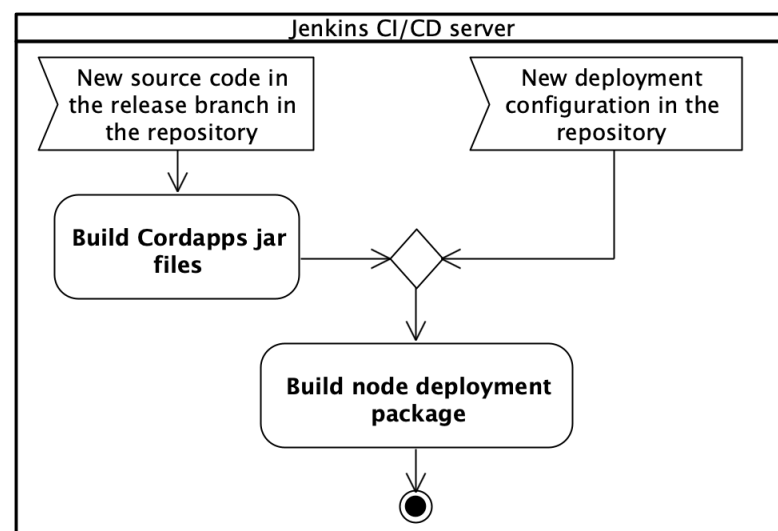 Jenkins CI/CD server
New source code in
the release branch in
the repository
New deployment
configuration in the
repository
Build Cordapps jar
files
Build node deployment
package